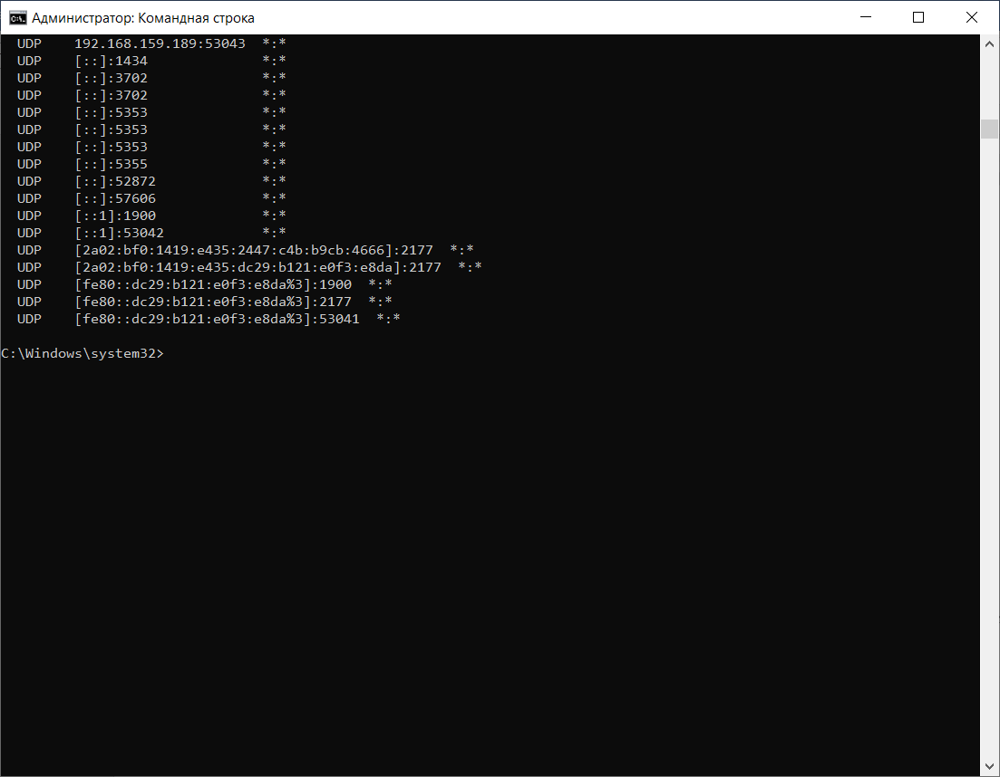 Администратор: Командная строка
UDP    192.168.159.189:53043  *:*
UDP    [::]:1434              *:*
UDP    [::]:3702              *:*
UDP    [::]:3702              *:*
UDP    [::]:5353              *:*
UDP    [::]:5353              *:*
UDP    [::]:5353              *:*
UDP    [::]:5355              *:*
UDP    [::]:52872             *:*
UDP    [::]:57606             *:*
UDP    [::1]:1900             *:*
UDP    [::1]:53042            *:*
UDP    [2a02:bf0:1419:e435:2447:c4b:b9cb:4666]:2177  *:*
UDP    [2a02:bf0:1419:e435:dc29:b121:e0f3:e8da]:2177  *:*
UDP    [fe80::dc29:b121:e0f3:e8da%3]:1900  *:*
UDP    [fe80::dc29:b121:e0f3:e8da%3]:2177  *:*
UDP    [fe80::dc29:b121:e0f3:e8da%3]:53041  *:*
C:\Windows\system32>